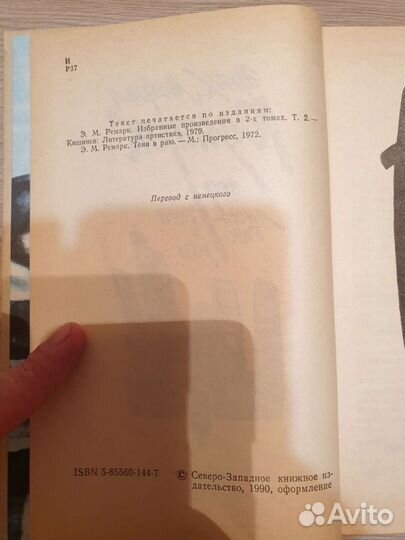 И
Р37
Текст печатается по изданиям:
Э. М. Ремарк. Избранные произведения в 2-х томах. Т. 2.—
Кишинев: Литература артистикэ, 1979.
Э. М. Ремарк. Тени в раю. — М.: Прогресс, 1972.
Перевод с немецкого
ISBN 5-85560-144-7
© Северо-Западное книжное из-
дательство, 1990, оформление
Avito